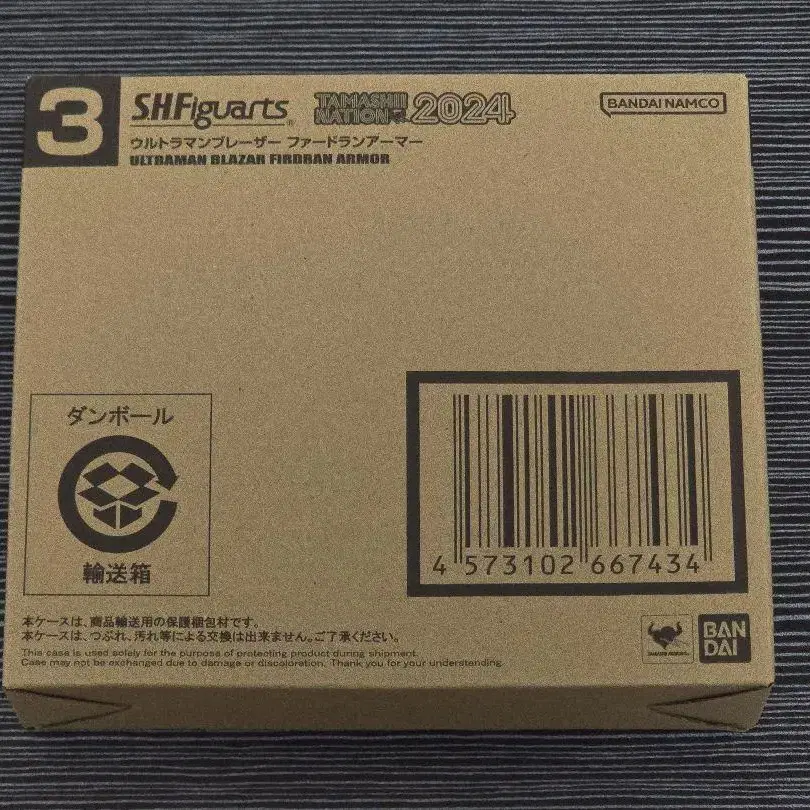 3
S.H.Figuarts
TAMASHII NATION 2024
BANDAI NAMCO
ウルトラマンブレーザー ファードランアーマー
ULTRAMAN BLAZAR FIRDRAN ARMOR
ダンボール
輸送箱
4 573102 667434
本ケースは、商品輸送用の保護梱包材です。
本ケースは、つぶれ、汚れ等による交換は出来ません。ご了承ください。
This case is used solely for the purpose of protecting product during shipment.
Case may not be exchanged due to damage or discoloration. Thank you for your understanding.
BAN
DAI